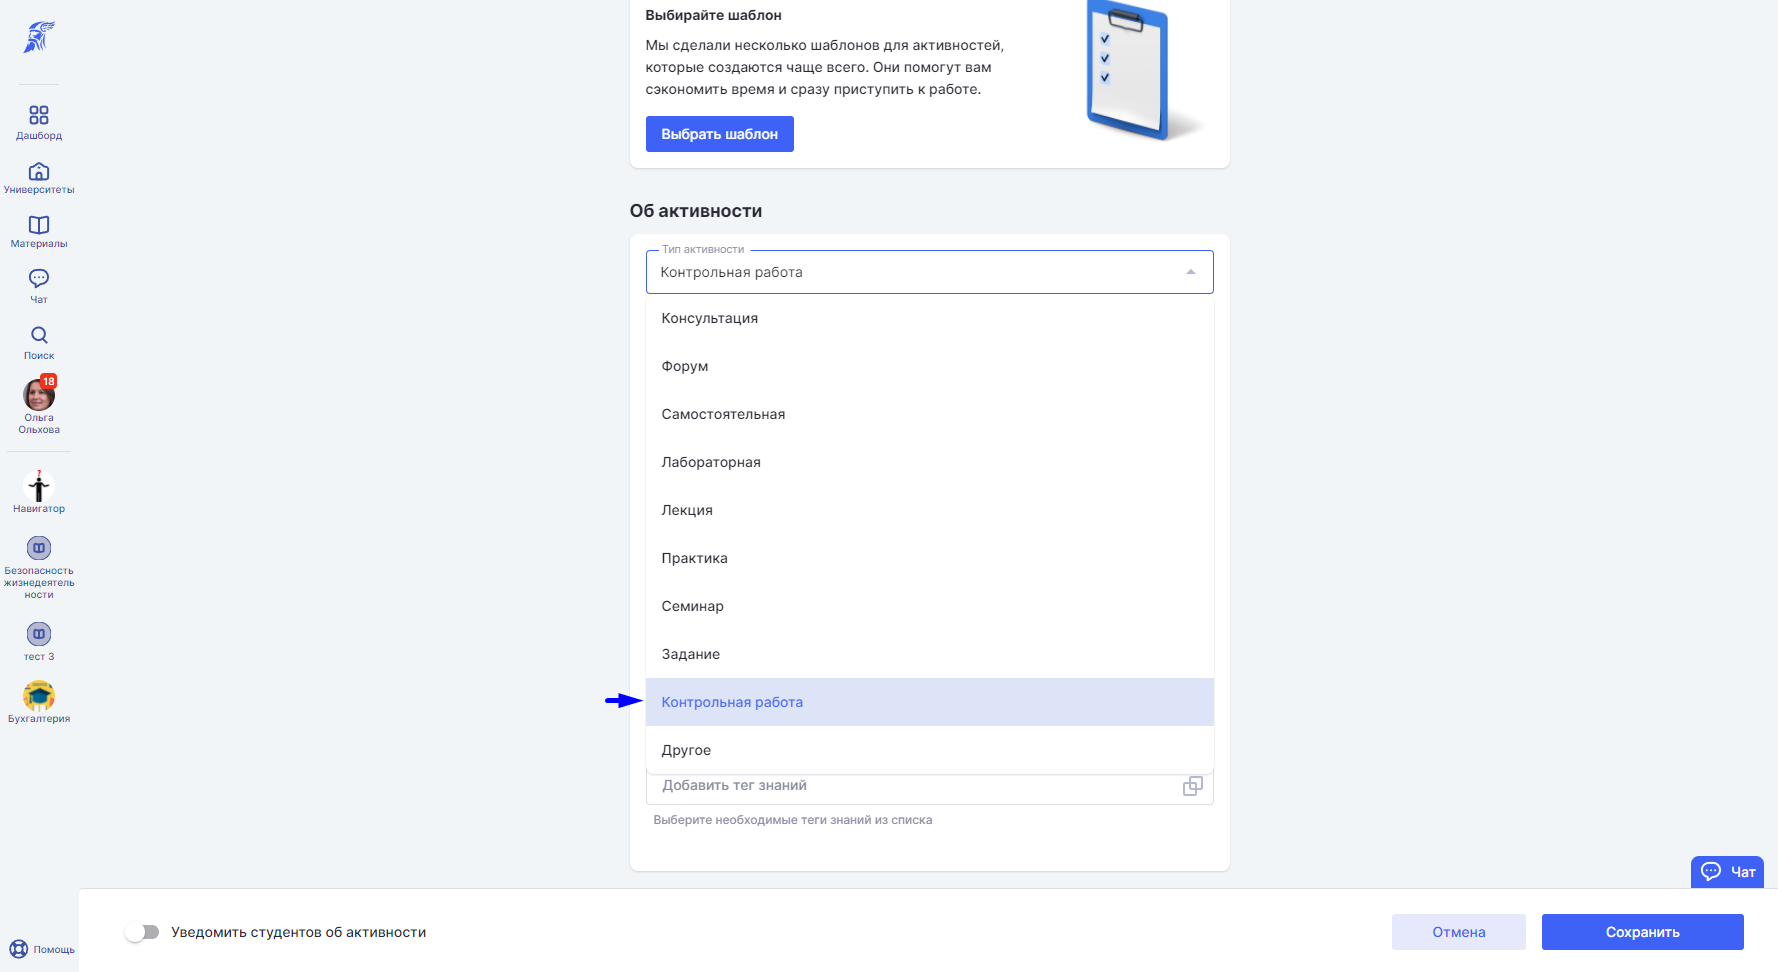 Дашборд
Университеты
Материалы
Чат
Поиск
18
Ольга
Ольхова
?
Навигатор
Безопасность
жизнедеятель
ности
тест 3
Бухгалтерия
Помощь
Выбирайте шаблон
Мы сделали несколько шаблонов для активностей,
которые создаются чаще всего. Они помогут вам
сэкономить время и сразу приступить к работе.
Выбрать шаблон
Об активности
Тип активности
Контрольная работа
Консультация
Форум
Самостоятельная
Лабораторная
Лекция
Практика
Семинар
Задание
Контрольная работа
Другое
Добавить тег знаний
Выберите необходимые теги знаний из списка
Чат
Уведомить студентов об активности
Отмена
Сохранить